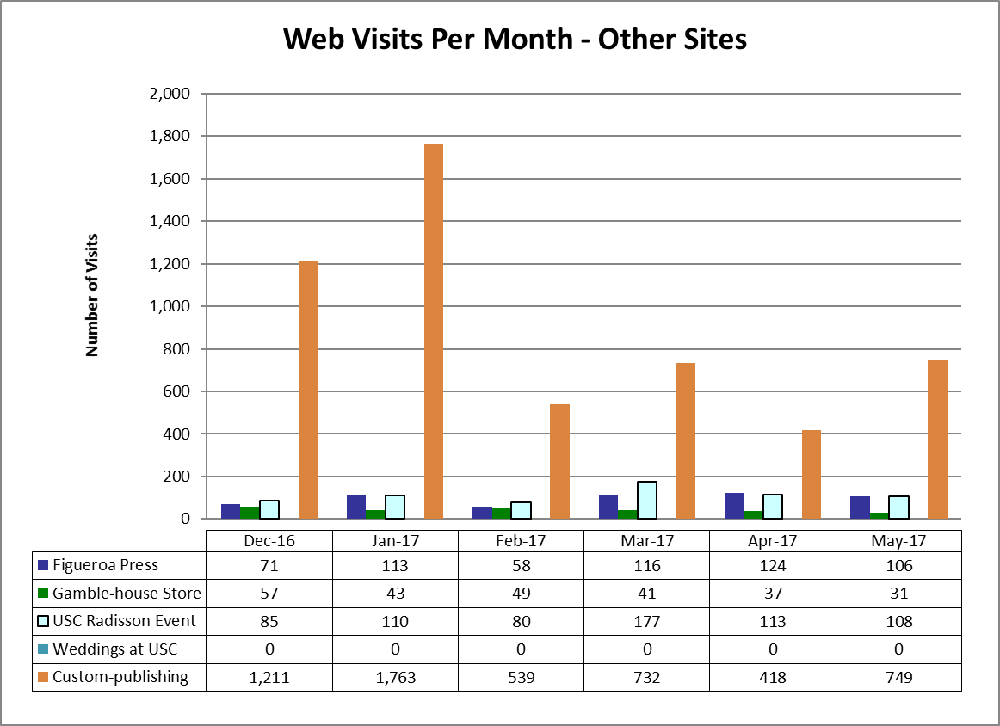 Web Visits Per Month - Other Sites
2,000
1,800
1,600
1,400
1,200
1,000
800
600
400
200
0
Number of Visits
Dec-16 Jan-17 Feb-17 Mar-17 Apr-17 May-17
Figueroa Press 71 113 58 116 124 106
Gamble-house Store 57 43 49 41 37 31
USC Radisson Event 85 110 80 177 113 108
Weddings at USC 0 0 0 0 0 0
Custom-publishing 1,211 1,763 539 732 418 749